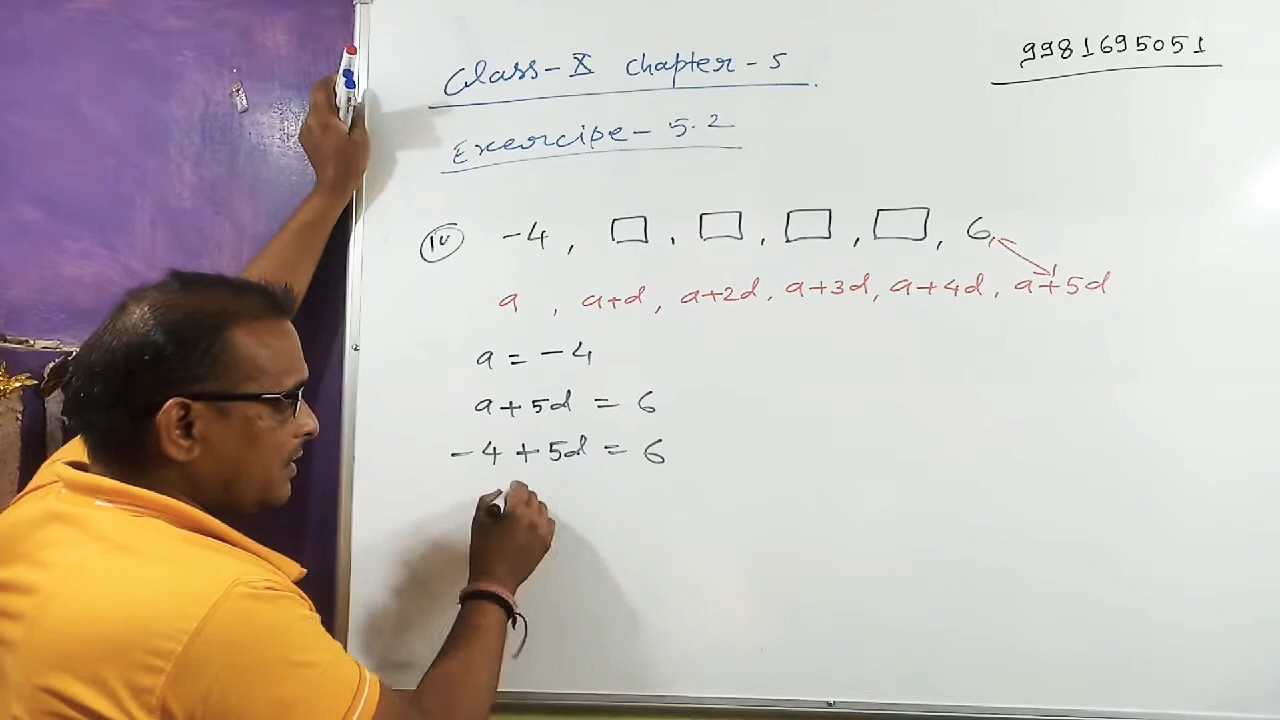 Class-X chapter-5
9981695051
Exercise-5.2
iv -4, □, □, □, □, 6,
a, a+d, a+2d, a+3d, a+4d, a+5d
a = -4
a+5d = 6
-4+5d = 6